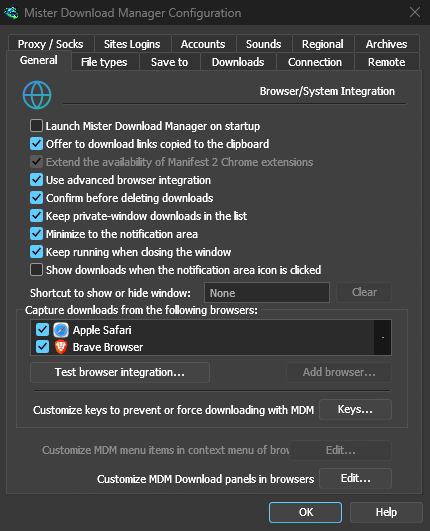 Mister Download Manager Configuration
Proxy / Socks Sites Logins Accounts Sounds Regional Archives
General File types Save to Downloads Connection Remote
Browser/System Integration
Launch Mister Download Manager on startup
Offer to download links copied to the clipboard
Extend the availability of Manifest 2 Chrome extensions
Use advanced browser integration
Confirm before deleting downloads
Keep private-window downloads in the list
Minimize to the notification area
Keep running when closing the window
Show downloads when the notification area icon is clicked
Shortcut to show or hide window: None Clear
Capture downloads from the following browsers:
Apple Safari
Brave Browser
Test browser integration... Add browser...
Customize keys to prevent or force downloading with MDM Keys...
Customize MDM menu items in context menu of brow Edit...
Customize MDM Download panels in browsers Edit...
OK Help